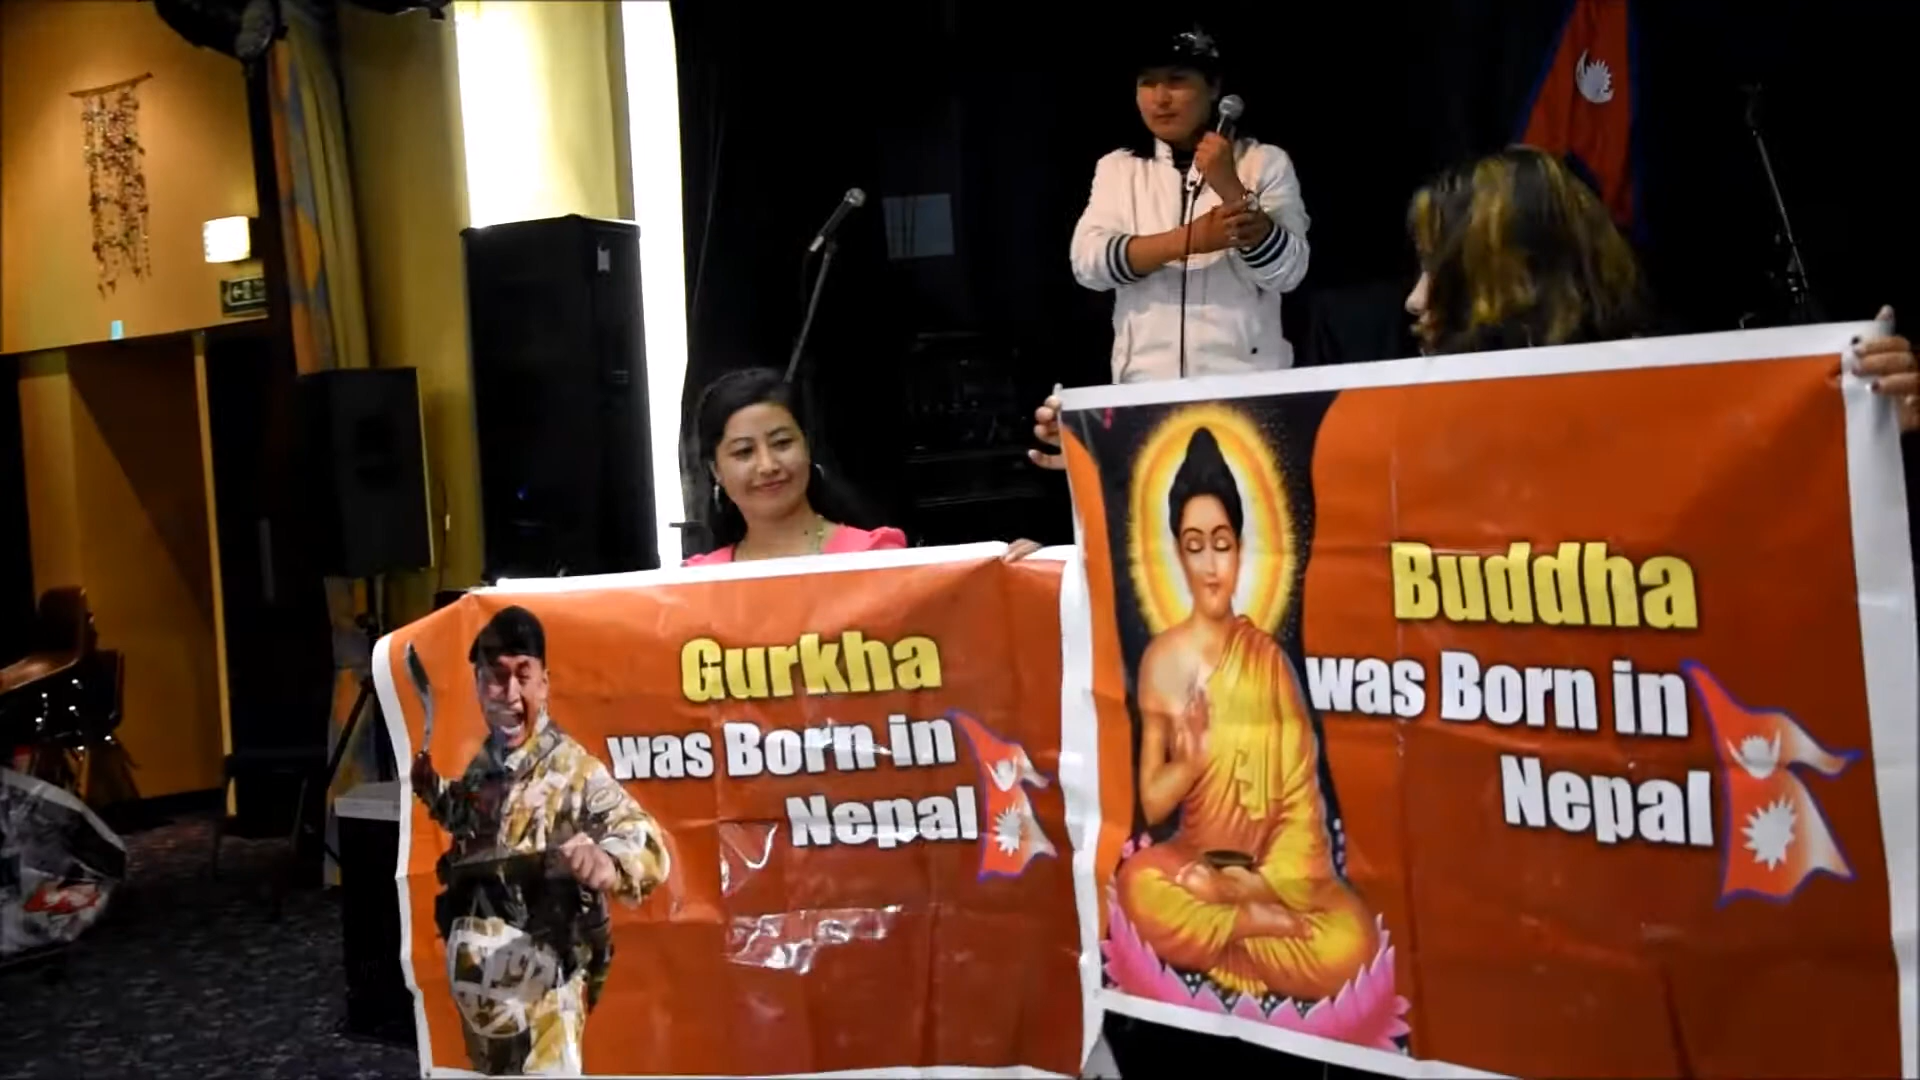 Gurkha
was Born in
Nepal
Buddha
was Born in
Nepal